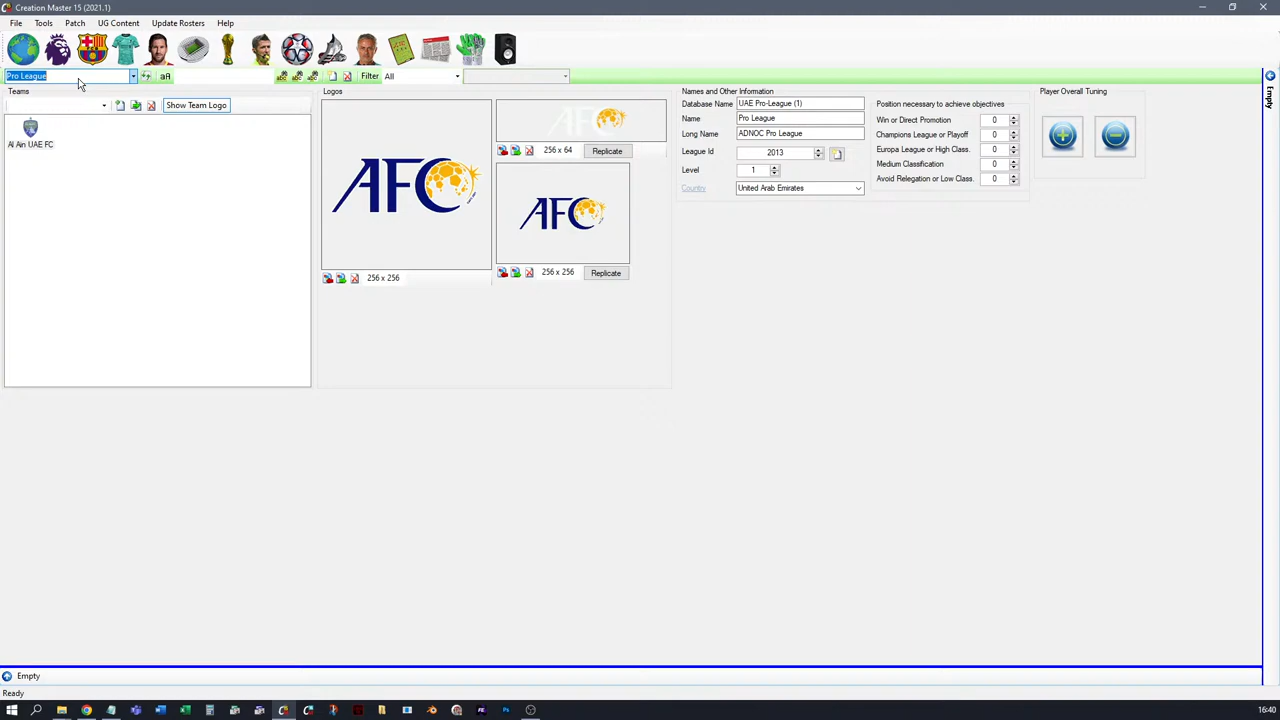 Creation Master 15 (2021.1)
File Tools Patch UG Content Update Rosters Help
Pro League aA Filter All
Teams Logos Names and Other Information Player Overall Tuning
Show Team Logo
Al Ain UAE FC
AFC
256 x 256
256 x 64 Replicate
AFC
256 x 256 Replicate
Database Name UAE Pro-League (1)
Name Pro League
Long Name ADNOC Pro League
League Id 2013
Level 1
Country United Arab Emirates
Position necessary to achieve objectives
Win or Direct Promotion 0
Champions League or Playoff 0
Europa League or High Class. 0
Medium Classification 0
Avoid Relegation or Low Class. 0
Empty
Empty
Ready
16:40